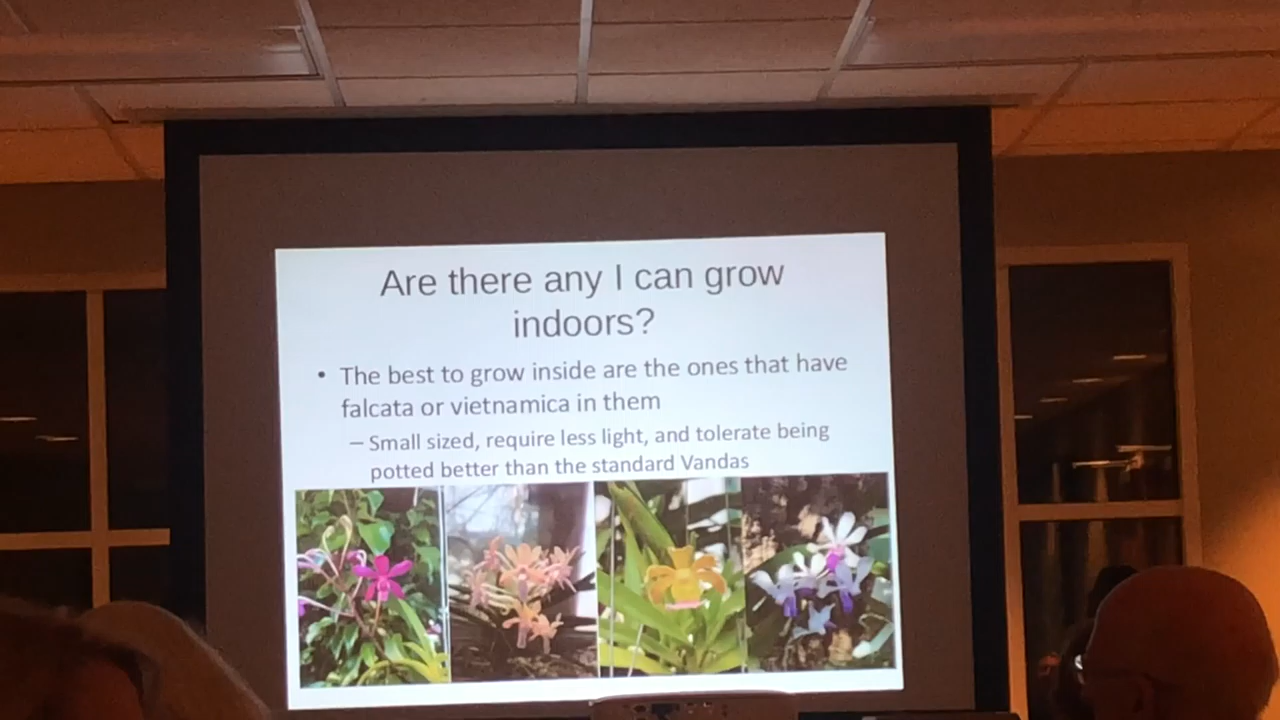 Are there any I can grow
indoors?
• The best to grow inside are the ones that have
falcata or vietnamica in them
– Small sized, require less light, and tolerate being
potted better than the standard Vandas